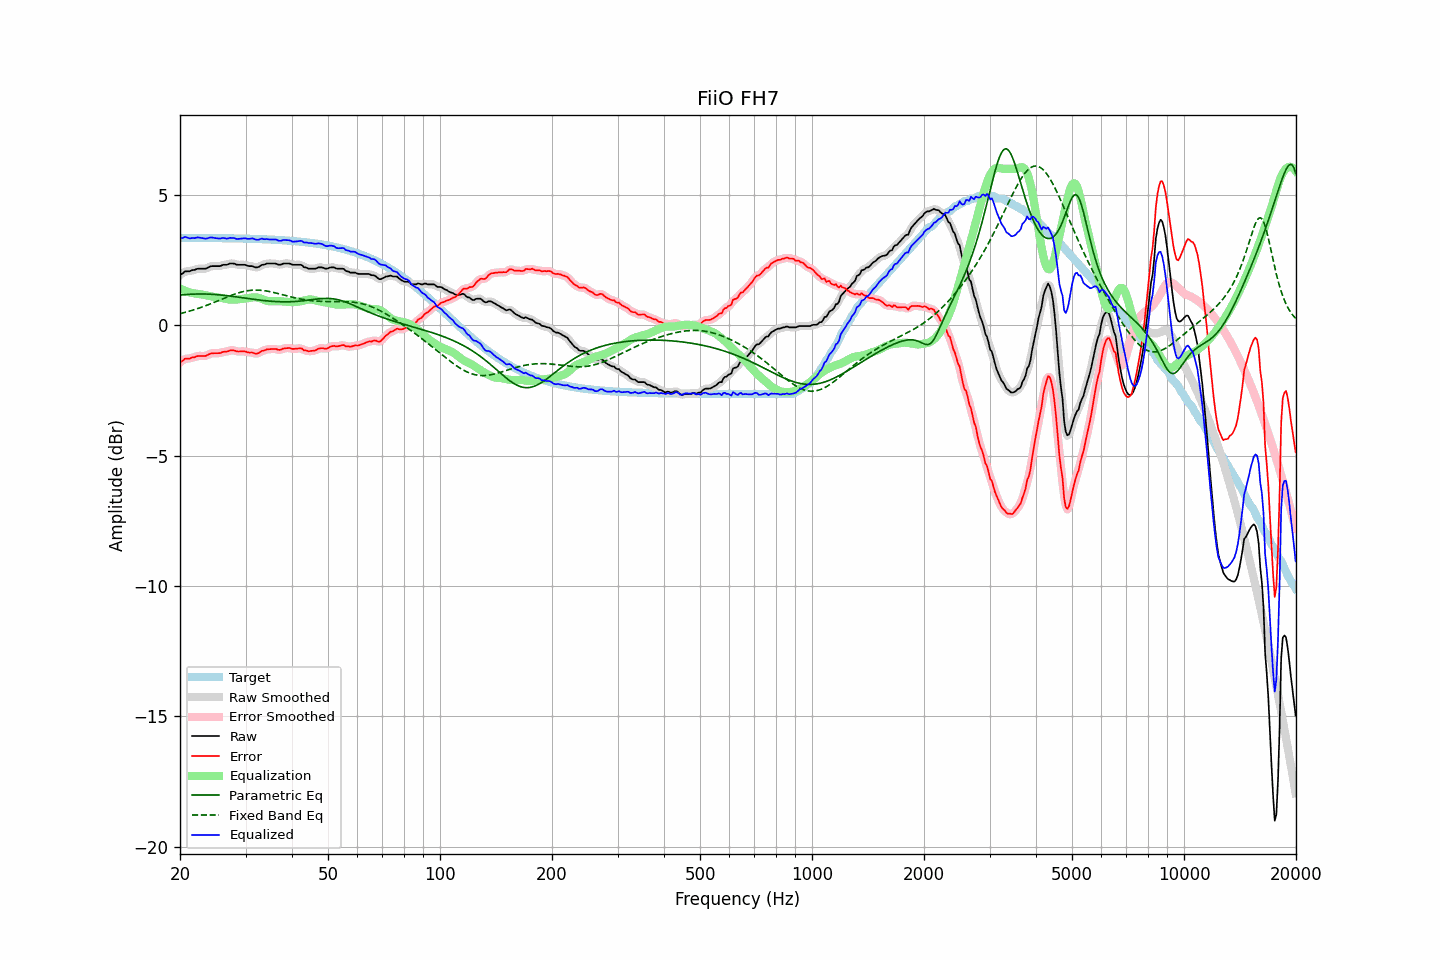 FiiO FH7
Amplitude (dBr)
5
0
−5
−10
−15
−20
Target
Raw Smoothed
Error Smoothed
Raw
Error
Equalization
Parametric Eq
Fixed Band Eq
Equalized
20 50 100 200 500 1000 2000 5000 10000 20000
Frequency (Hz)